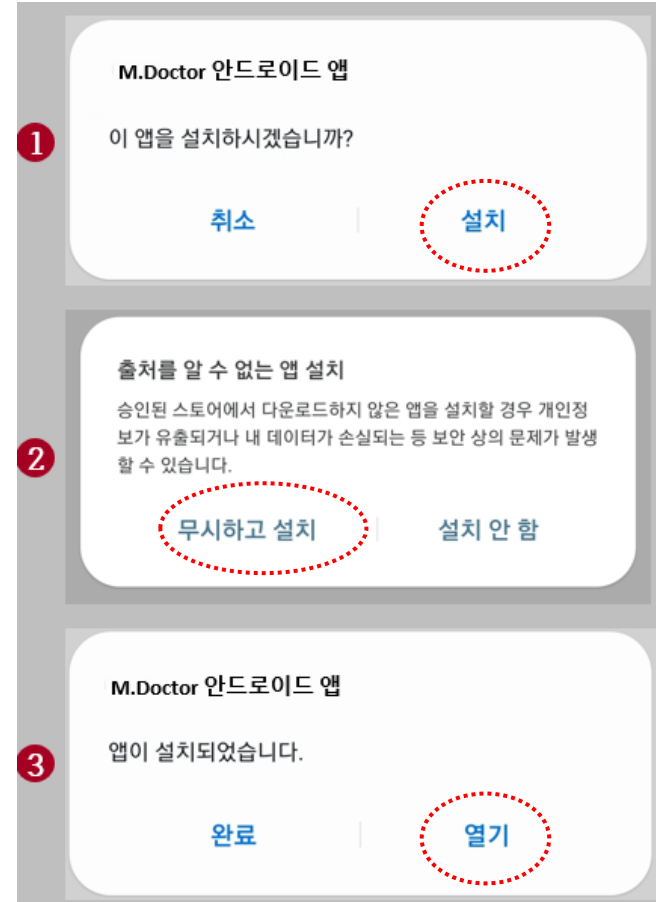 M.Doctor 안드로이드 앱
1
이 앱을 설치하시겠습니까?
취소 설치
출처를 알 수 없는 앱 설치
승인된 스토어에서 다운로드하지 않은 앱을 설치할 경우 개인정
보가 유출되거나 내 데이터가 손실되는 등 보안 상의 문제가 발생
2
할 수 있습니다.
무시하고 설치 설치 안 함
M.Doctor 안드로이드 앱
3
앱이 설치되었습니다.
완료 열기